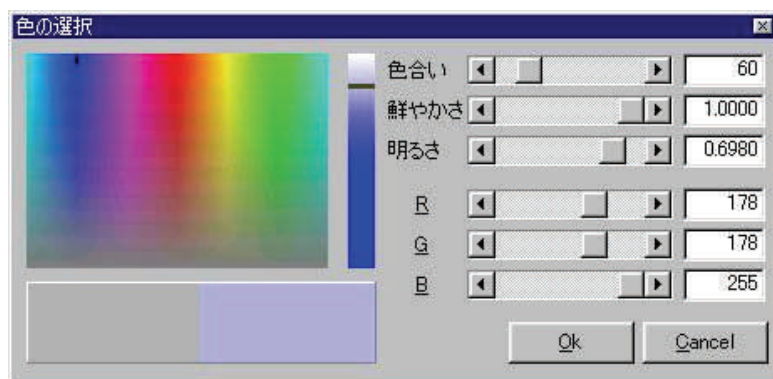 色の選択
色合い 60
鮮やかさ 1.0000
明るさ 0.6980
R 178
G 178
B 255
Ok Cancel